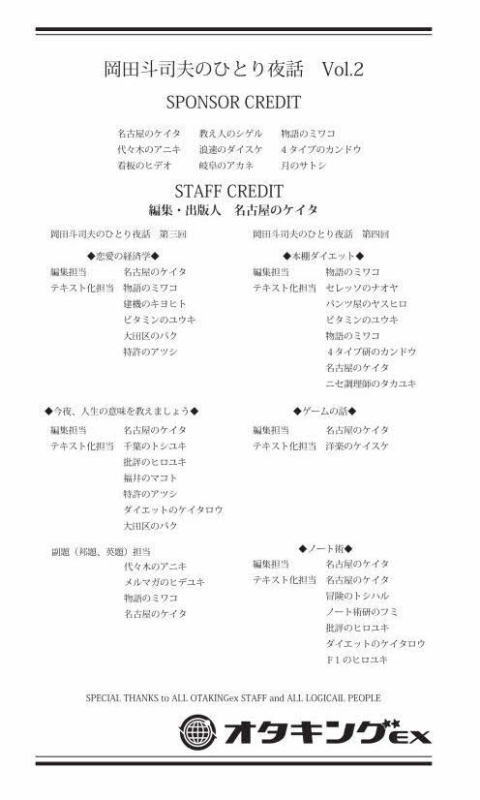 岡田斗司夫のひとり夜話　Vol.2
SPONSOR CREDIT
名古屋のケイタ　教え人のシゲル　物語のミワコ
代々木のアニキ　浪速のダイスケ　４タイプのカンドウ
看板のヒデオ　岐阜のアカネ　月のサトシ
STAFF CREDIT
編集・出版人　名古屋のケイタ
岡田斗司夫のひとり夜話　第三回
◆恋愛の経済学◆
編集担当　名古屋のケイタ
テキスト化担当　物語のミワコ
建機のキヨヒト
ビタミンのユウキ
大田区のバク
特許のアツシ
◆今夜、人生の意味を教えましょう◆
編集担当　名古屋のケイタ
テキスト化担当　千葉のトシユキ
批評のヒロユキ
福井のマコト
特許のアツシ
ダイエットのケイタロウ
大田区のバク
副題（邦題、英題）担当
代々木のアニキ
メルマガのヒデユキ
物語のミワコ
名古屋のケイタ
岡田斗司夫のひとり夜話　第四回
◆本棚ダイエット◆
編集担当　物語のミワコ
テキスト化担当　セレッソのナオヤ
パンツ屋のヤスヒロ
ビタミンのユウキ
物語のミワコ
４タイプ研のカンドウ
名古屋のケイタ
ニセ調理師のタカユキ
◆ゲームの話◆
編集担当　名古屋のケイタ
テキスト化担当　洋楽のケイスケ
◆ノート術◆
編集担当　名古屋のケイタ
テキスト化担当　名古屋のケイタ
冒険のトシハル
ノート術研のフミ
批評のヒロユキ
ダイエットのケイタロウ
F１のヒロユキ
SPECIAL THANKS to ALL OTAKINGex STAFF and ALL LOGICAIL PEOPLE
オタキングEX